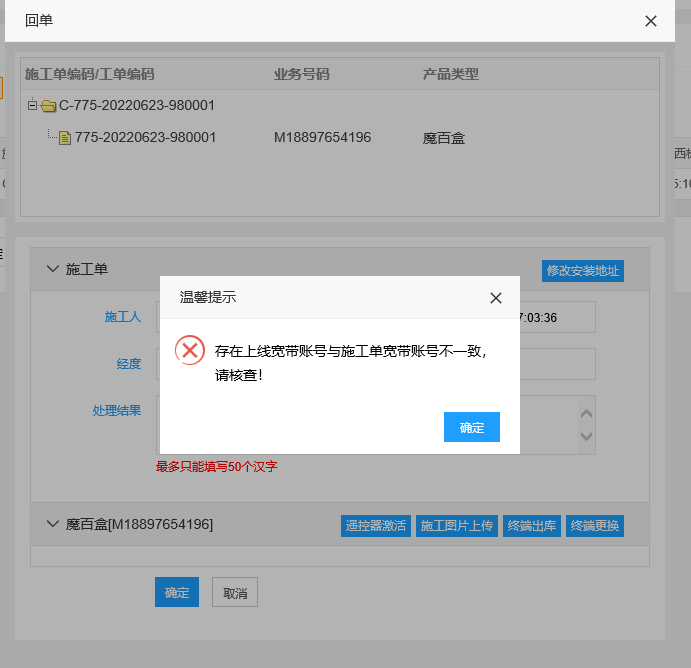 回单
施工单编码/工单编码 业务号码 产品类型
C-775-20220623-980001
775-20220623-980001 M18897654196 魔百盒
施工单 修改安装地址
温馨提示
施工人 7:03:36
存在上线宽带账号与施工单宽带账号不一致，
经度
请核查！
处理结果
确定
最多只能填写50个汉字
魔百盒[M18897654196] 遥控器激活 施工图片上传 终端出库 终端更换
确定 取消